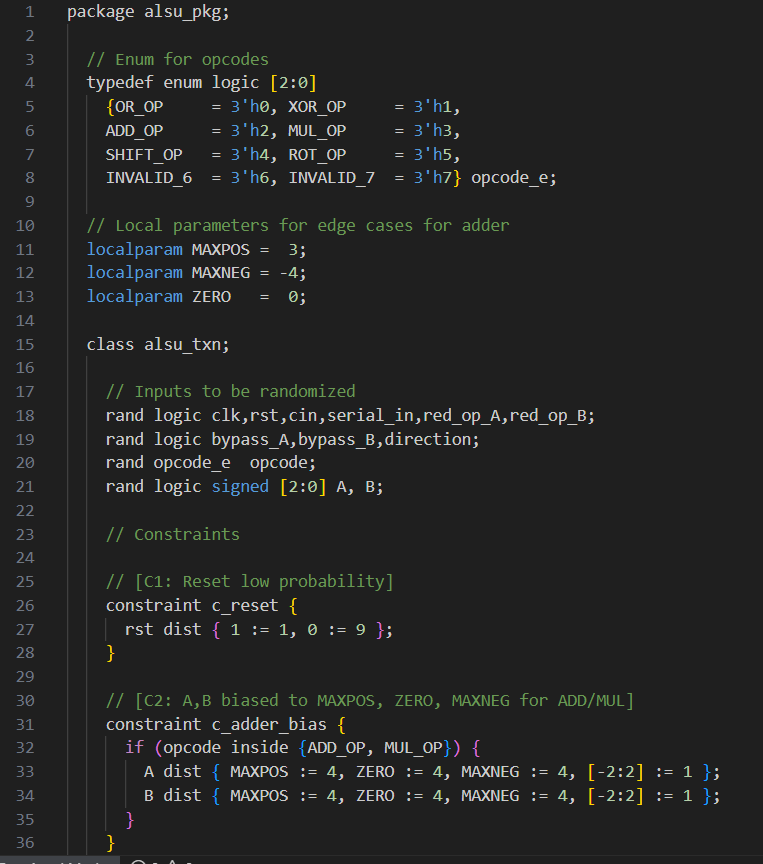 1 package alsu_pkg;
2
3 // Enum for opcodes
4 typedef enum logic [2:0]
5 {OR_OP     = 3'h0, XOR_OP     = 3'h1,
6 ADD_OP    = 3'h2, MUL_OP     = 3'h3,
7 SHIFT_OP  = 3'h4, ROT_OP     = 3'h5,
8 INVALID_6  = 3'h6, INVALID_7  = 3'h7} opcode_e;
9
10 // Local parameters for edge cases for adder
11 localparam MAXPOS =  3;
12 localparam MAXNEG = -4;
13 localparam ZERO   =  0;
14
15 class alsu_txn;
16
17 // Inputs to be randomized
18 rand logic clk,rst,cin,serial_in,red_op_A,red_op_B;
19 rand logic bypass_A,bypass_B,direction;
20 rand opcode_e  opcode;
21 rand logic signed [2:0] A, B;
22
23 // Constraints
24
25 // [C1: Reset low probability]
26 constraint c_reset {
27 rst dist { 1 := 1, 0 := 9 };
28 }
29
30 // [C2: A,B biased to MAXPOS, ZERO, MAXNEG for ADD/MUL]
31 constraint c_adder_bias {
32 if (opcode inside {ADD_OP, MUL_OP}) {
33 A dist { MAXPOS := 4, ZERO := 4, MAXNEG := 4, [-2:2] := 1 };
34 B dist { MAXPOS := 4, ZERO := 4, MAXNEG := 4, [-2:2] := 1 };
35 }
36 }